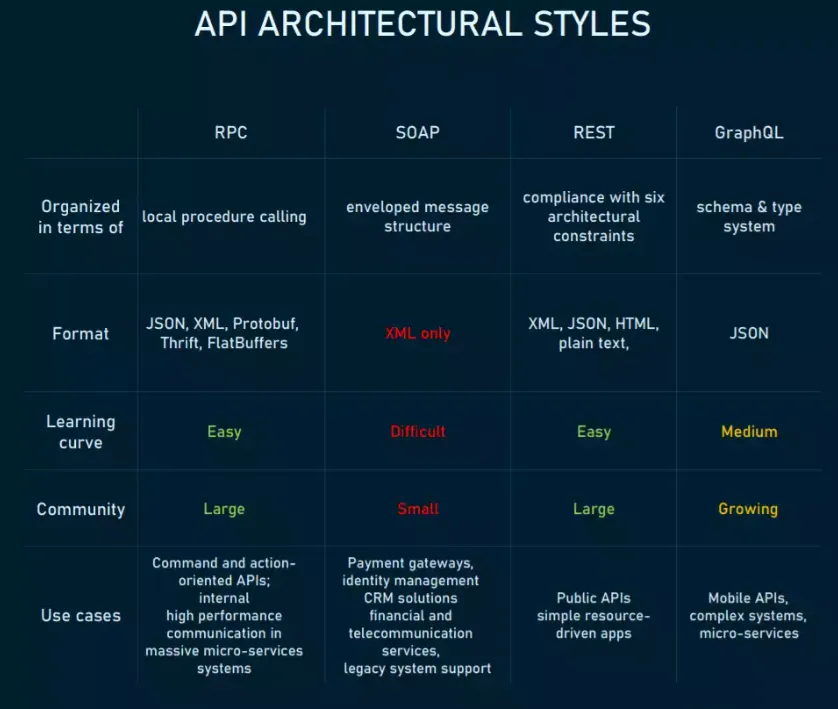 API ARCHITECTURAL STYLES
RPC
SOAP
REST
GraphQL
Organized
in terms of
local procedure calling
enveloped message
structure
compliance with six
architectural
constraints
schema & type
system
Format
JSON, XML, Protobuf,
Thrift, FlatBuffers
XML only
XML, JSON, HTML,
plain text,
JSON
Learning
curve
Easy
Difficult
Easy
Medium
Community
Large
Small
Large
Growing
Use cases
Command and action-
oriented APIs;
internal
high performance
communication in
massive micro-services
systems
Payment gateways,
identity management
CRM solutions
financial and
telecommunication
services,
legacy system support
Public APIs
simple resource-
driven apps
Mobile APIs,
complex systems,
micro-services